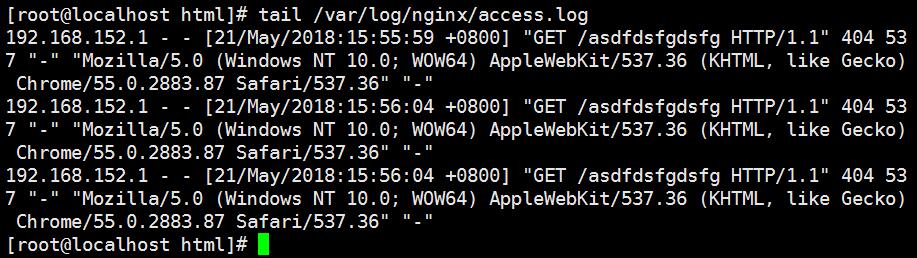 [root@localhost html]# tail /var/log/nginx/access.log
192.168.152.1 - - [21/May/2018:15:55:59 +0800] "GET /asdfdsfgdsfg HTTP/1.1" 404 53
7 "-" "Mozilla/5.0 (Windows NT 10.0; WOW64) AppleWebKit/537.36 (KHTML, like Gecko)
 Chrome/55.0.2883.87 Safari/537.36" "-"
192.168.152.1 - - [21/May/2018:15:56:04 +0800] "GET /asdfdsfgdsfg HTTP/1.1" 404 53
7 "-" "Mozilla/5.0 (Windows NT 10.0; WOW64) AppleWebKit/537.36 (KHTML, like Gecko)
 Chrome/55.0.2883.87 Safari/537.36" "-"
192.168.152.1 - - [21/May/2018:15:56:04 +0800] "GET /asdfdsfgdsfg HTTP/1.1" 404 53
7 "-" "Mozilla/5.0 (Windows NT 10.0; WOW64) AppleWebKit/537.36 (KHTML, like Gecko)
 Chrome/55.0.2883.87 Safari/537.36" "-"
[root@localhost html]#